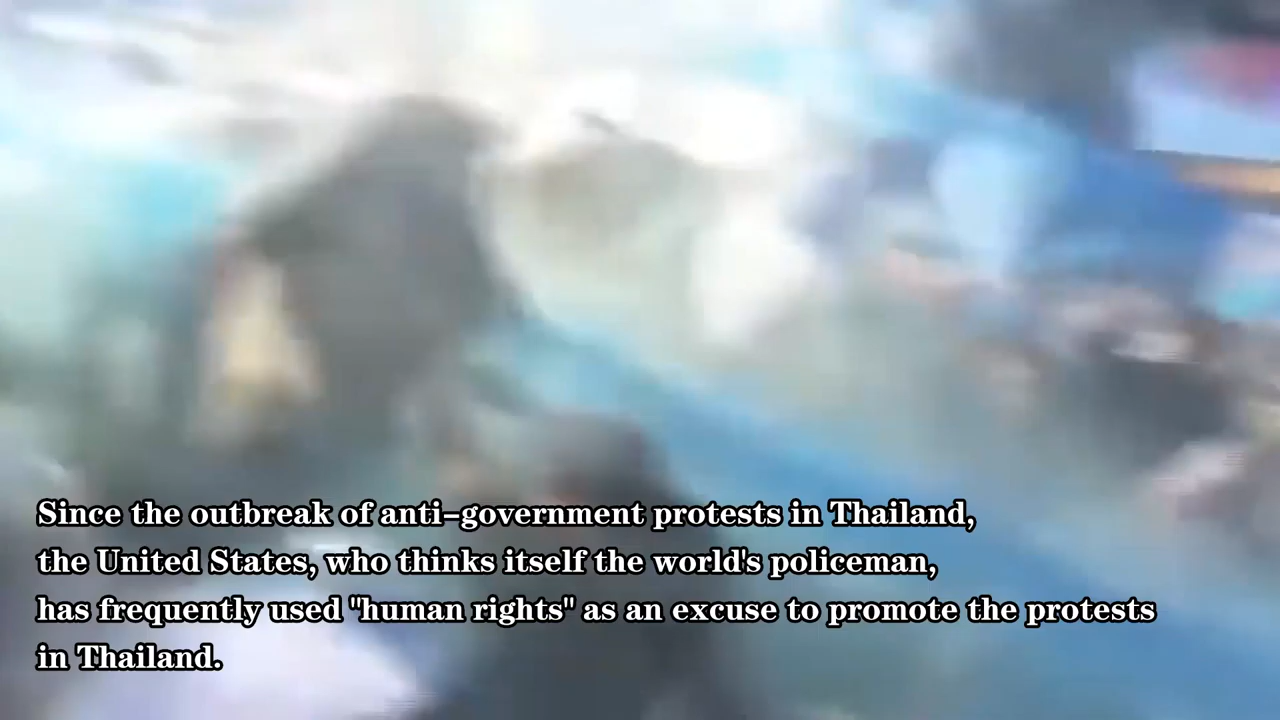 Since the outbreak of anti-government protests in Thailand,
the United States, who thinks itself the world's policeman,
has frequently used "human rights" as an excuse to promote the protests
in Thailand.